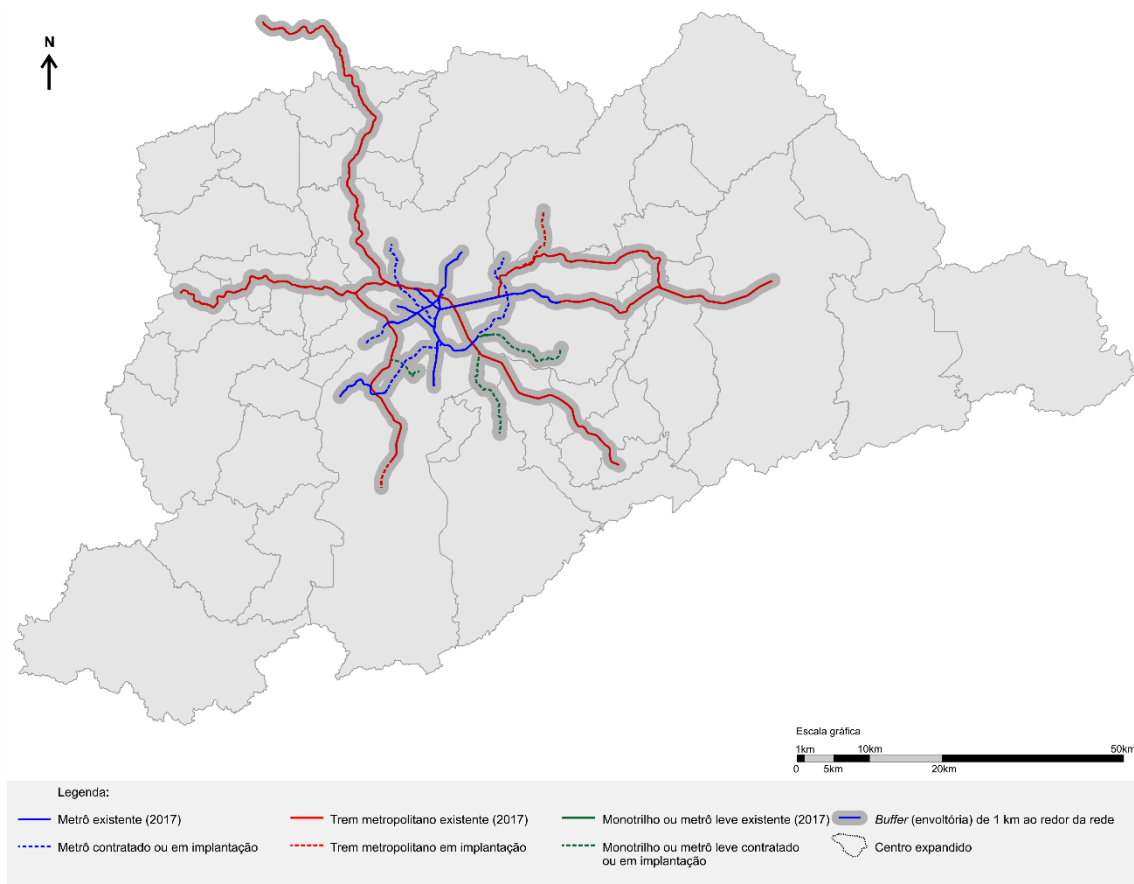 N
Escala gráfica
1km 10km 50km
0 5km 20km
Legenda:
Metrô existente (2017)
Trem metropolitano existente (2017)
Monotrilho ou metrô leve existente (2017)
Buffer (envoltória) de 1 km ao redor da rede
Metrô contratado ou em implantação
Trem metropolitano em implantação
Monotrilho ou metrô leve contratado
ou em implantação
Centro expandido